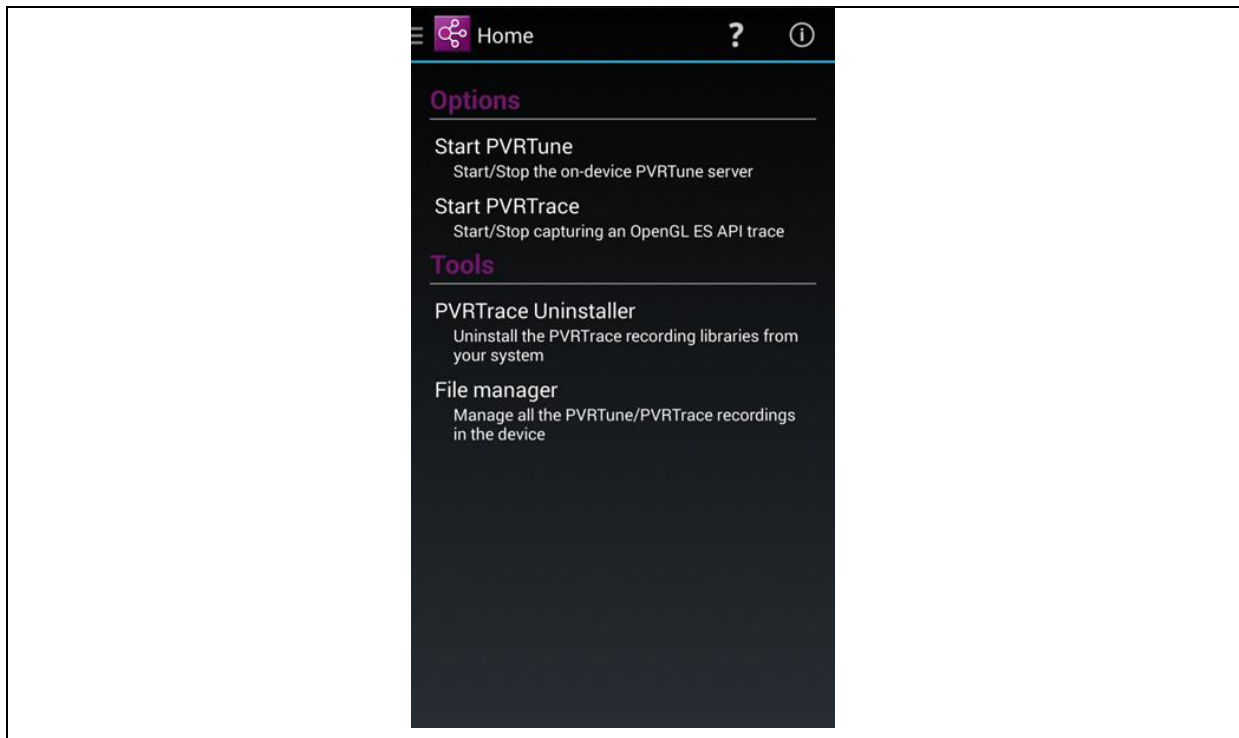 Home
Options
Start PVRTune
Start/Stop the on-device PVRTune server
Start PVRTrace
Start/Stop capturing an OpenGL ES API trace
Tools
PVRTrace Uninstaller
Uninstall the PVRTrace recording libraries from
your system
File manager
Manage all the PVRTune/PVRTrace recordings
in the device